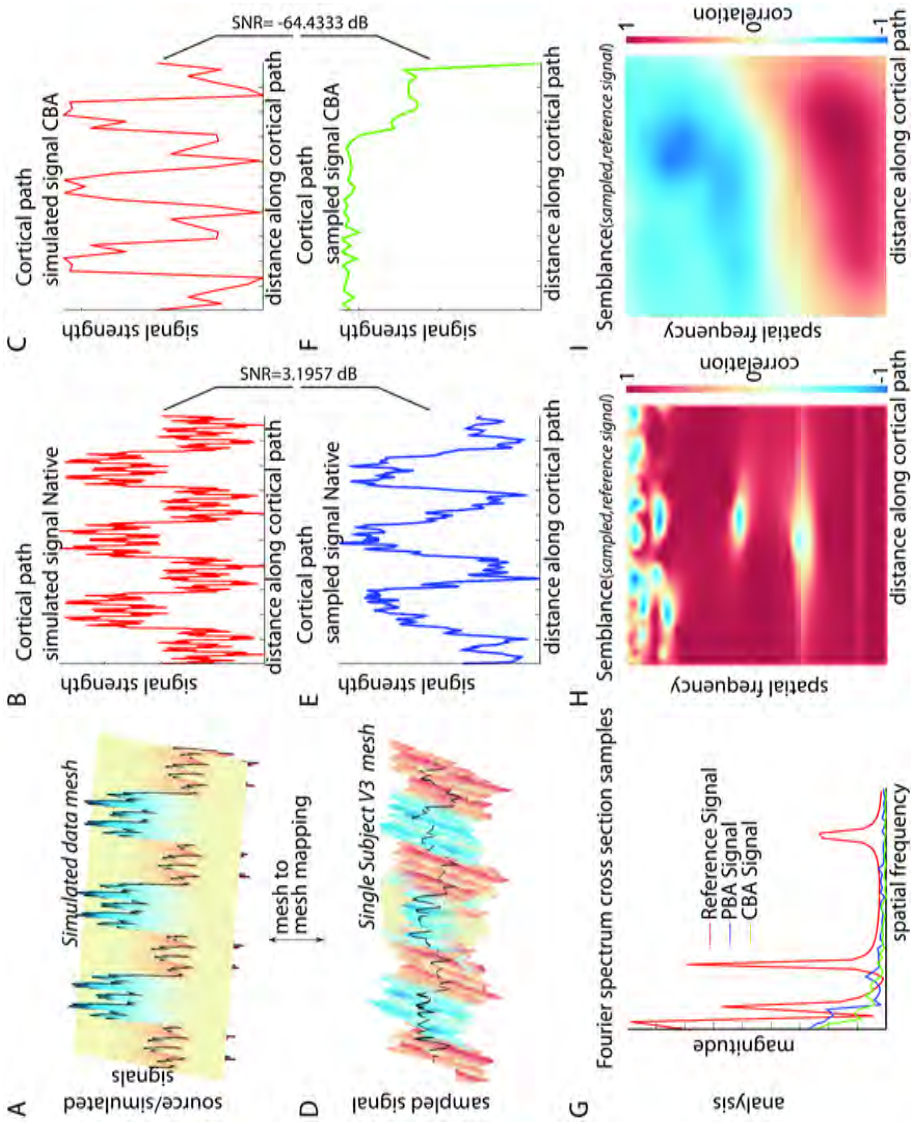 A
source/simulated
signals
Simulated data mesh
mesh to
mesh mapping
B
Cortical path
simulated signal Native
signal strength
distance along cortical path
SNR=3.1957 dB
C
Cortical path
simulated signal CBA
signal strength
distance along cortical path
SNR= -64.4333 dB
D
sampled signal
Single Subject V3 mesh
E
Cortical path
sampled signal Native
signal strength
distance along cortical path
F
Cortical path
sampled signal CBA
signal strength
distance along cortical path
G
analysis
Fourier spectrum cross section samples
magnitude
Reference Signal
PBA Signal
CBA Signal
spatial frequency
H
Semblance(sampled,reference signal)
spatial frequency
distance along cortical
path
1
0
-1
correlation
I
Semblance(sampled,reference signal)
spatial frequency
distance along cortical
path
1
0
-1
correlation